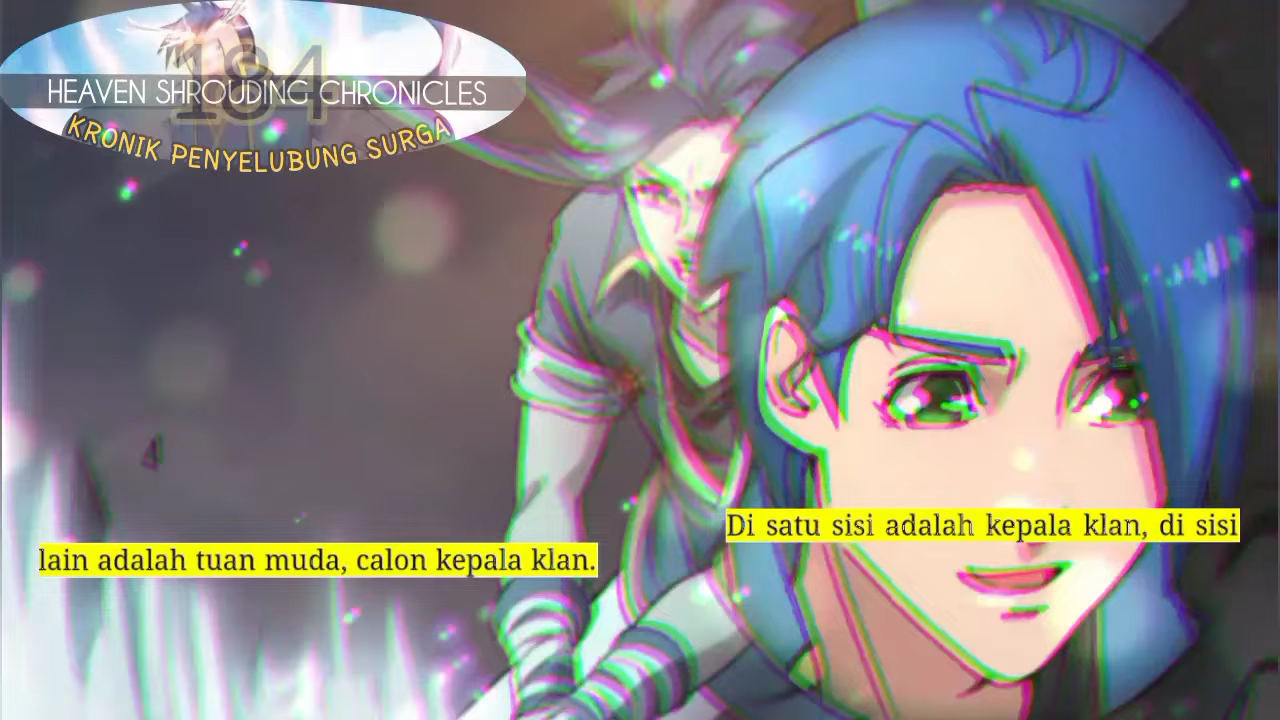 184
HEAVEN SHROUDING CHRONICLES
KRONIK PENYELUBUNG SURGA
Di satu sisi adalah kepala klan, di sisi
lain adalah tuan muda, calon kepala klan.